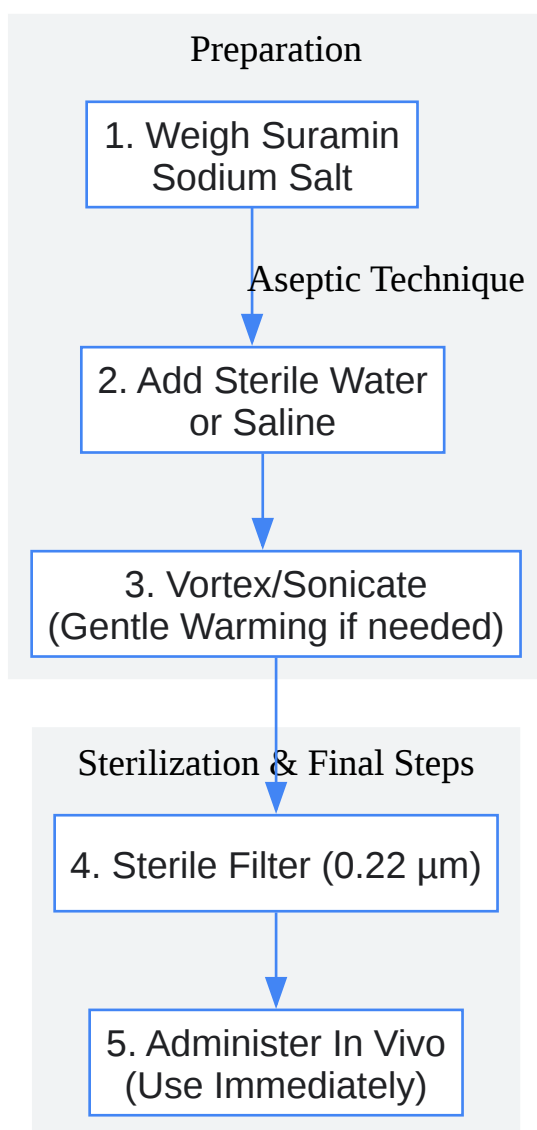 Preparation
1. Weigh Suramin
Sodium Salt
Aseptic Technique
2. Add Sterile Water
or Saline
3. Vortex/Sonicate
(Gentle Warming if needed)
Sterilization & Final Steps
4. Sterile Filter (0.22 µm)
5. Administer In Vivo
(Use Immediately)